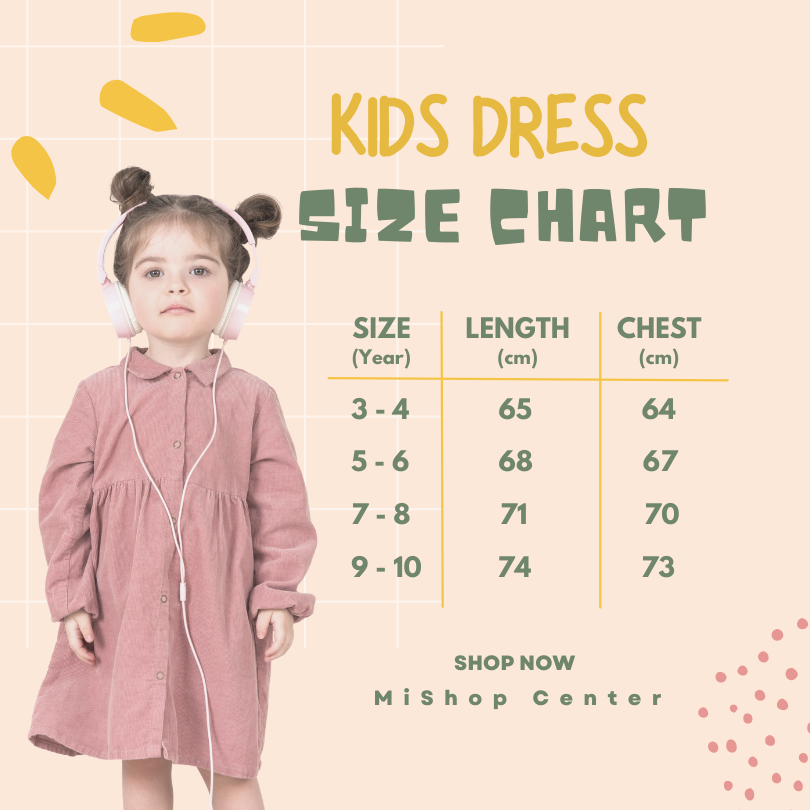 KIDS DRESS
SIZE CHART
SIZE LENGTH CHEST
(Year) (cm) (cm)
3 - 4 65 64
5 - 6 68 67
7 - 8 71 70
9 - 10 74 73
SHOP NOW
MiShop Center